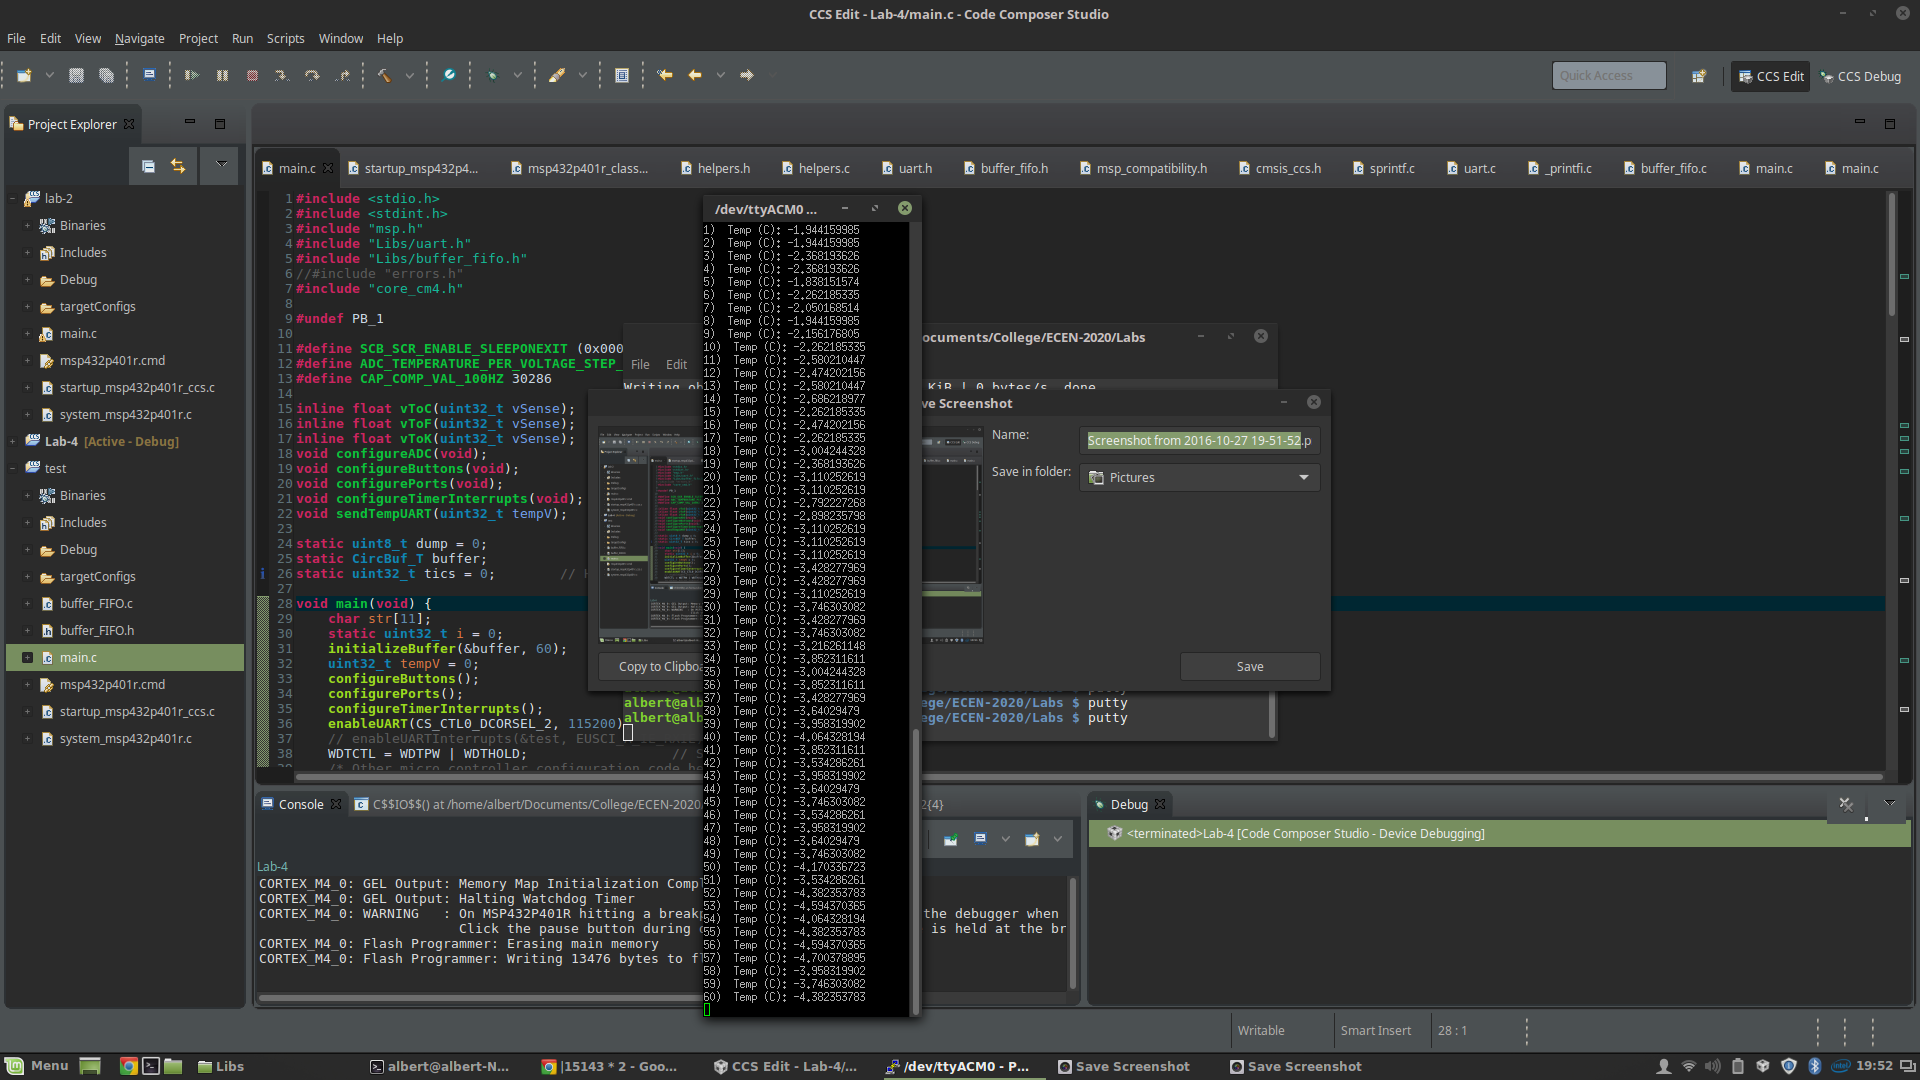 CCS Edit - Lab-4/main.c - Code Composer Studio
File Edit View Navigate Project Run Scripts Window Help
Quick Access
CCS Edit
CCS Debug
Project Explorer
lab-2
Binaries
Includes
Debug
targetConfigs
main.c
msp432p401r.cmd
startup_msp432p401r_ccs.c
system_msp432p401r.c
Lab-4 [Active - Debug]
test
Binaries
Includes
Debug
targetConfigs
buffer_FIFO.c
buffer_FIFO.h
main.c
msp432p401r.cmd
startup_msp432p401r_ccs.c
system_msp432p401r.c
main.c startup_msp432p4... msp432p401r_class... helpers.h helpers.c uart.h buffer_fifo.h msp_compatibility.h cmsis_ccs.h sprintf.c uart.c _printfi.c buffer_fifo.c main.c main.c
1 #include <stdio.h>
2 #include <stdint.h>
3 #include "msp.h"
4 #include "Libs/uart.h"
5 #include "Libs/buffer_fifo.h"
6 //#include "errors.h"
7 #include "core_cm4.h"
8
9 #undef PB_1
10
11 #define SCB_SCR_ENABLE_SLEEPONEXIT (0x000
12 #define ADC_TEMPERATURE_PER_VOLTAGE_STEP_
13 #define CAP_COMP_VAL_100HZ 30286
14
15 inline float vToC(uint32_t vSense);
16 inline float vToF(uint32_t vSense);
17 inline float vToK(uint32_t vSense);
18 void configureADC(void);
19 void configureButtons(void);
20 void configurePorts(void);
21 void configureTimerInterrupts(void);
22 void sendTempUART(uint32_t tempV);
23
24 static uint8_t dump = 0;
25 static CircBuf_T buffer;
26 static uint32_t tics = 0; //
27
28 void main(void) {
29 char str[11];
30 static uint32_t i = 0;
31 initializeBuffer(&buffer, 60);
32 uint32_t tempV = 0;
33 configureButtons();
34 configurePorts();
35 configureTimerInterrupts();
36 enableUART(CS_CTL0_DCORSEL_2, 115200)
37 // enableUARTInterrupts(&test, EUSCI_
38 WDTCTL = WDTPW | WDTHOLD; //
/dev/ttyACM0 ...
1) Temp (C): -1.944159985
2) Temp (C): -1.944159985
3) Temp (C): -2.368193626
4) Temp (C): -2.368193626
5) Temp (C): -1.838151574
6) Temp (C): -2.262185335
7) Temp (C): -2.050168514
8) Temp (C): -1.944159985
9) Temp (C): -2.156176805
10) Temp (C): -2.262185335
11) Temp (C): -2.580210447
12) Temp (C): -2.474202156
13) Temp (C): -2.580210447
14) Temp (C): -2.686218977
15) Temp (C): -2.262185335
16) Temp (C): -2.474202156
17) Temp (C): -2.262185335
18) Temp (C): -3.004244328
19) Temp (C): -2.368193626
20) Temp (C): -3.110252619
21) Temp (C): -3.110252619
22) Temp (C): -2.792227268
23) Temp (C): -2.898235798
24) Temp (C): -3.110252619
25) Temp (C): -3.110252619
26) Temp (C): -3.110252619
27) Temp (C): -3.428277969
28) Temp (C): -3.428277969
29) Temp (C): -3.110252619
30) Temp (C): -3.746303082
31) Temp (C): -3.428277969
32) Temp (C): -3.746303082
33) Temp (C): -3.216261148
34) Temp (C): -3.852311611
35) Temp (C): -3.004244328
36) Temp (C): -3.852311611
37) Temp (C): -3.428277969
38) Temp (C): -3.64029479
39) Temp (C): -3.958319902
40) Temp (C): -4.064328194
41) Temp (C): -3.852311611
42) Temp (C): -3.534286261
43) Temp (C): -3.958319902
44) Temp (C): -3.64029479
45) Temp (C): -3.746303082
46) Temp (C): -3.534286261
47) Temp (C): -3.958319902
48) Temp (C): -3.64029479
49) Temp (C): -3.746303082
50) Temp (C): -4.170336723
51) Temp (C): -3.534286261
52) Temp (C): -4.382353783
53) Temp (C): -4.594370365
54) Temp (C): -4.064328194
55) Temp (C): -4.382353783
56) Temp (C): -4.594370365
57) Temp (C): -4.700378895
58) Temp (C): -3.958319902
59) Temp (C): -3.746303082
60) Temp (C): -4.382353783
ocuments/College/ECEN-2020/Labs
File Edit
Writing ob KiB | 0 bytes/s, done
ve Screenshot
Name: Screenshot from 2016-10-27 19-51-52.p
Save in folder: Pictures
Copy to Clipbo
Save
albert@alb ge/ECEN-2020/Labs $ putty
albert@alb ge/ECEN-2020/Labs $ putty
Console C$$IO$$() at /home/albert/Documents/College/ECEN-2020 2{4}
Lab-4
CORTEX_M4_0: GEL Output: Memory Map Initialization Comp
CORTEX_M4_0: GEL Output: Halting Watchdog Timer
CORTEX_M4_0: WARNING : On MSP432P401R hitting a break the debugger when
Click the pause button during is held at the br
CORTEX_M4_0: Flash Programmer: Erasing main memory
CORTEX_M4_0: Flash Programmer: Writing 13476 bytes to f
Debug
<terminated>Lab-4 [Code Composer Studio - Device Debugging]
Writable Smart Insert 28 : 1
Menu Libs albert@albert-N... |15143 * 2 - Goo... CCS Edit - Lab-4/... /dev/ttyACM0 - P... Save Screenshot Save Screenshot 19:52